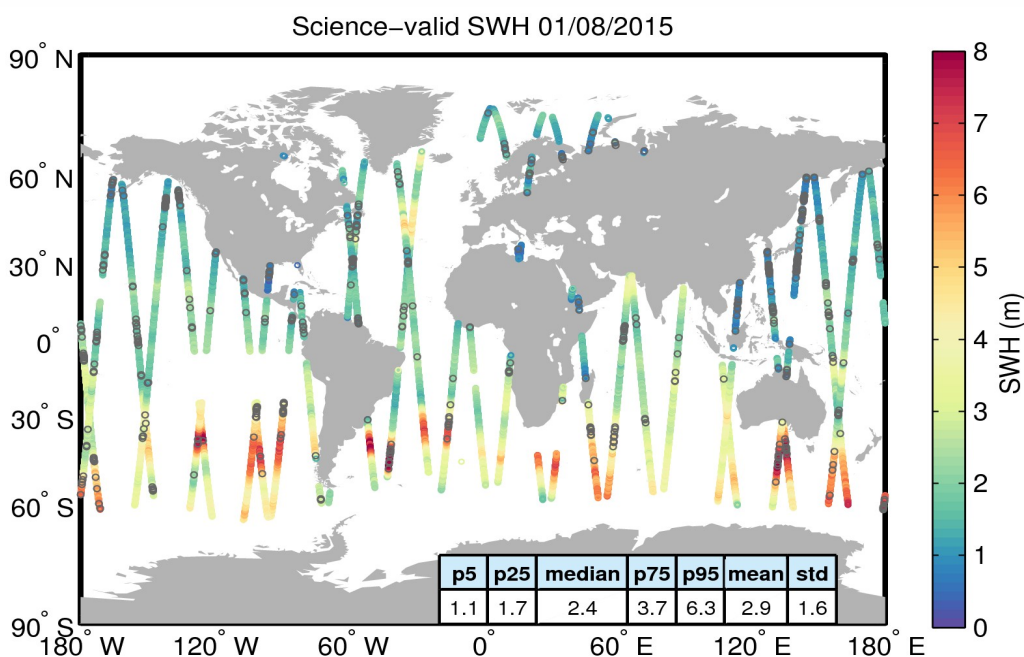 Science−valid SWH 01/08/2015
90° N
60° N
30° N
0°
30° S
60° S
90° S
180° W
120° W
60° W
0°
60° E
120° E
180° E
p5 p25 median p75 p95 mean std
1.1 1.7 2.4 3.7 6.3 2.9 1.6
8
7
6
5
4
3
2
1
0
SWH (m)